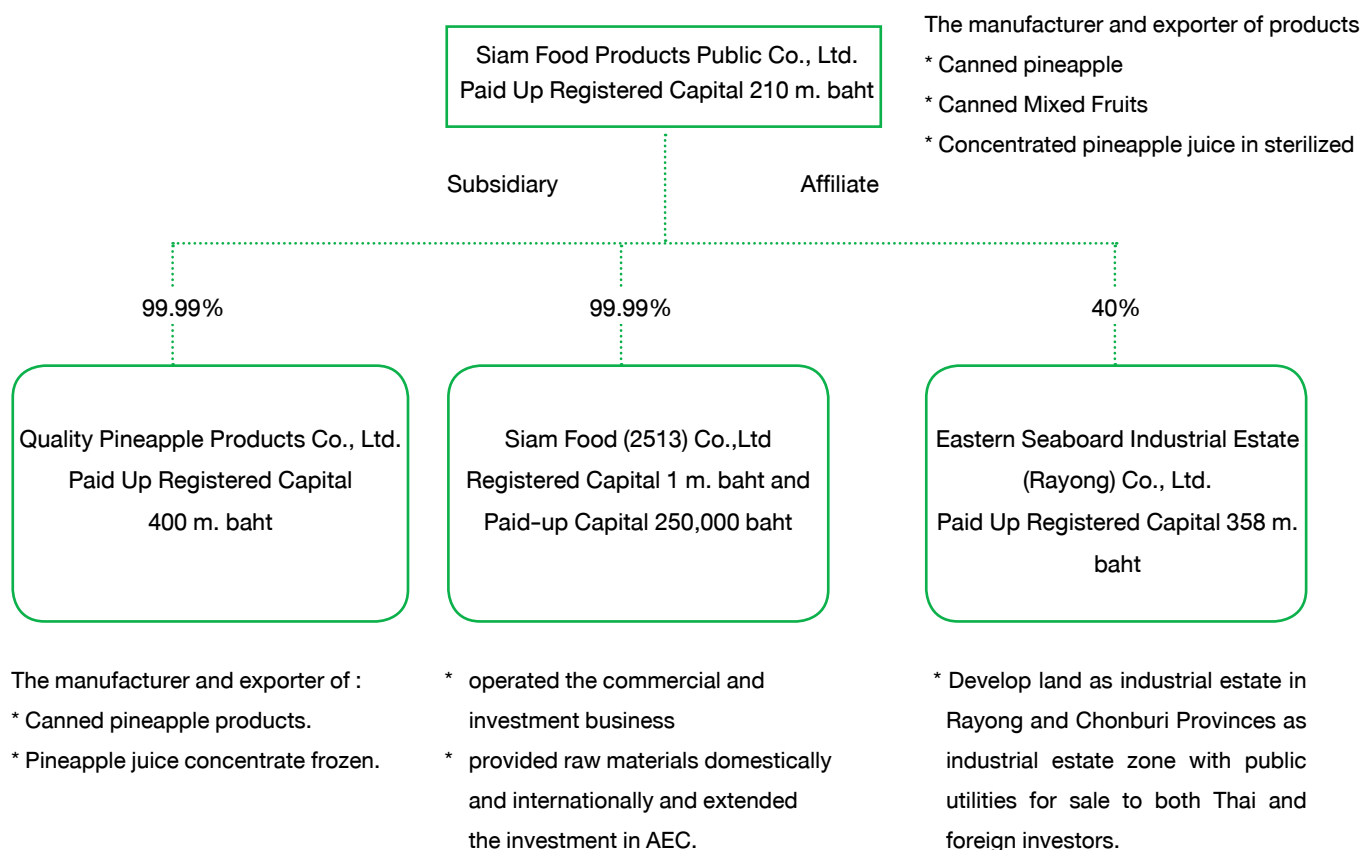 Siam Food Products Public Co., Ltd.
Paid Up Registered Capital 210 m. baht
The manufacturer and exporter of products
* Canned pineapple
* Canned Mixed Fruits
* Concentrated pineapple juice in sterilized
Subsidiary
Affiliate
99.99%
99.99%
40%
Quality Pineapple Products Co., Ltd.
Paid Up Registered Capital
400 m. baht
Siam Food (2513) Co.,Ltd
Registered Capital 1 m. baht and
Paid-up Capital 250,000 baht
Eastern Seaboard Industrial Estate
(Rayong) Co., Ltd.
Paid Up Registered Capital 358 m.
baht
The manufacturer and exporter of :
* Canned pineapple products.
* Pineapple juice concentrate frozen.
* operated the commercial and
investment business
* provided raw materials domestically
and internationally and extended
the investment in AEC.
* Develop land as industrial estate in
Rayong and Chonburi Provinces as
industrial estate zone with public
utilities for sale to both Thai and
foreign investors.